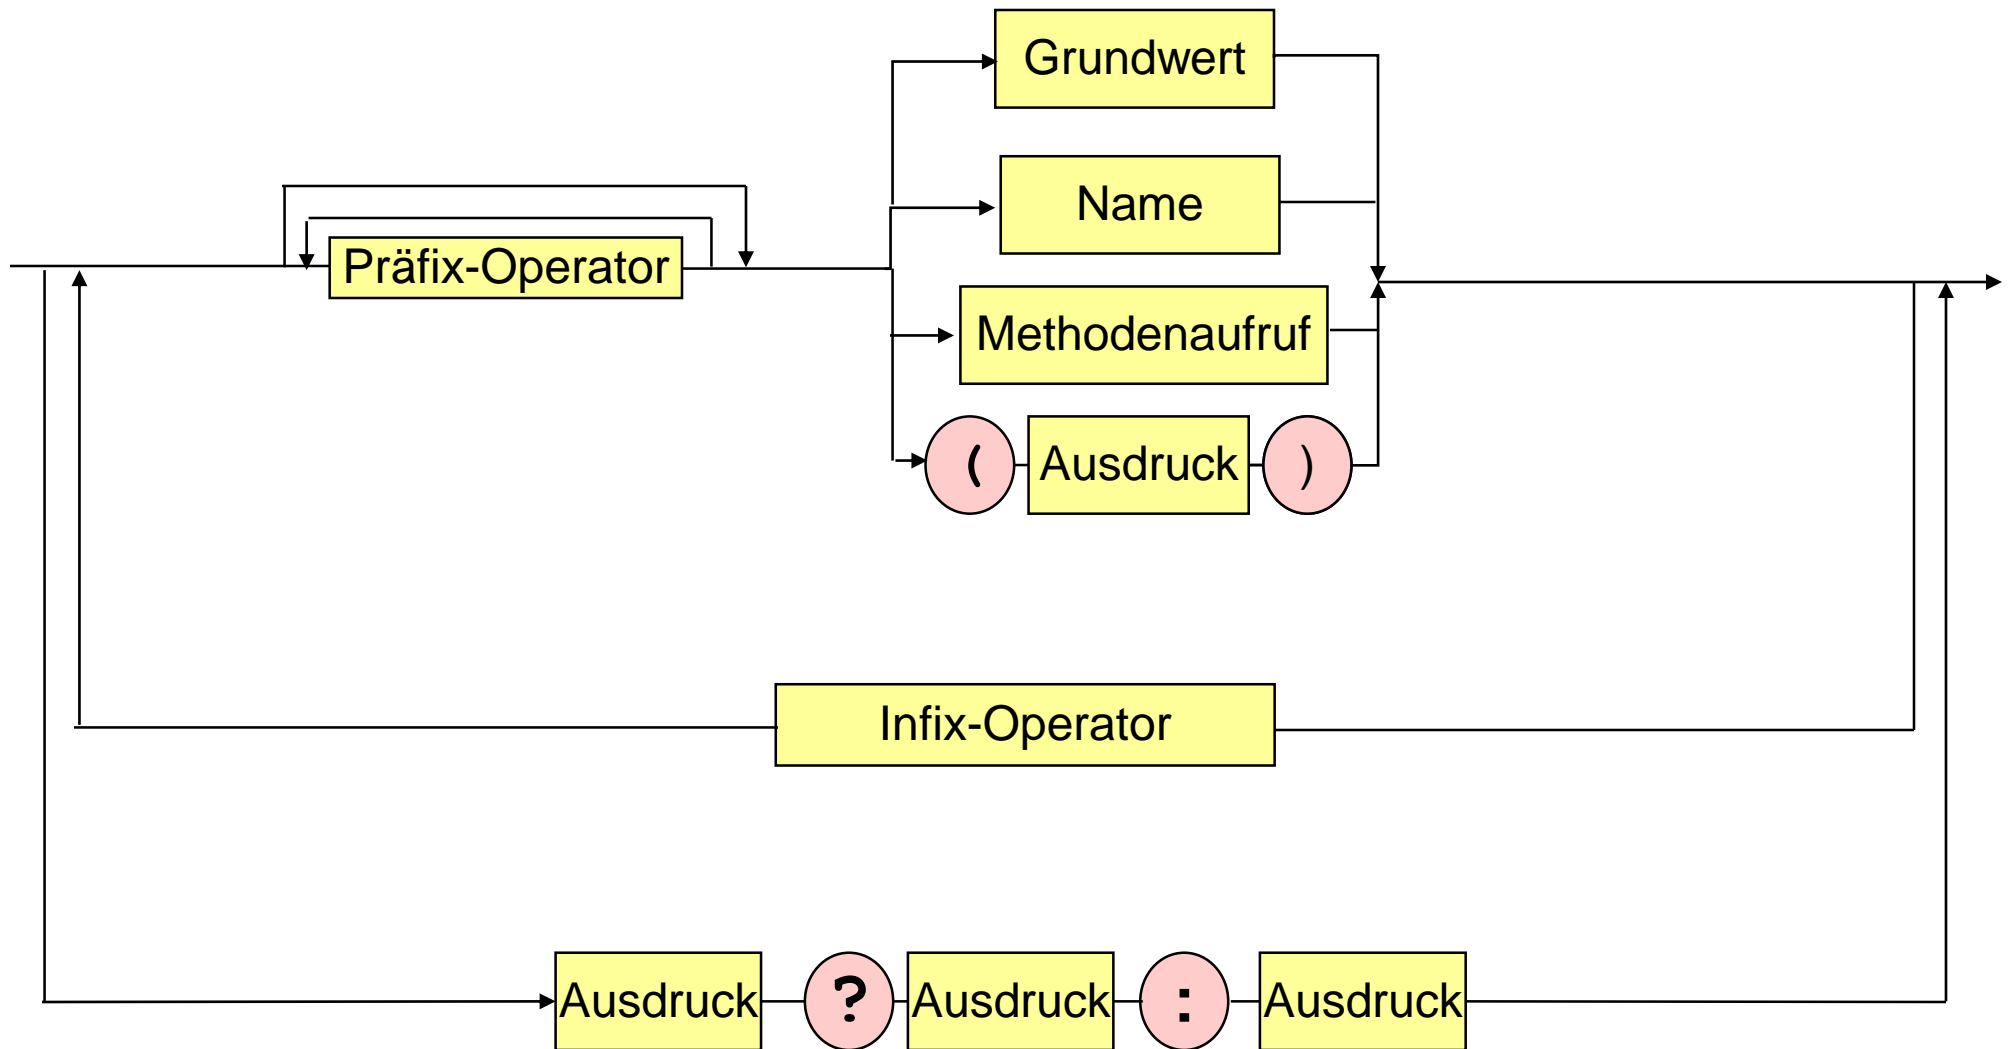 Grundwert
Name
Präfix-Operator
Methodenaufruf
( Ausdruck )
Infix-Operator
Ausdruck ? Ausdruck : Ausdruck